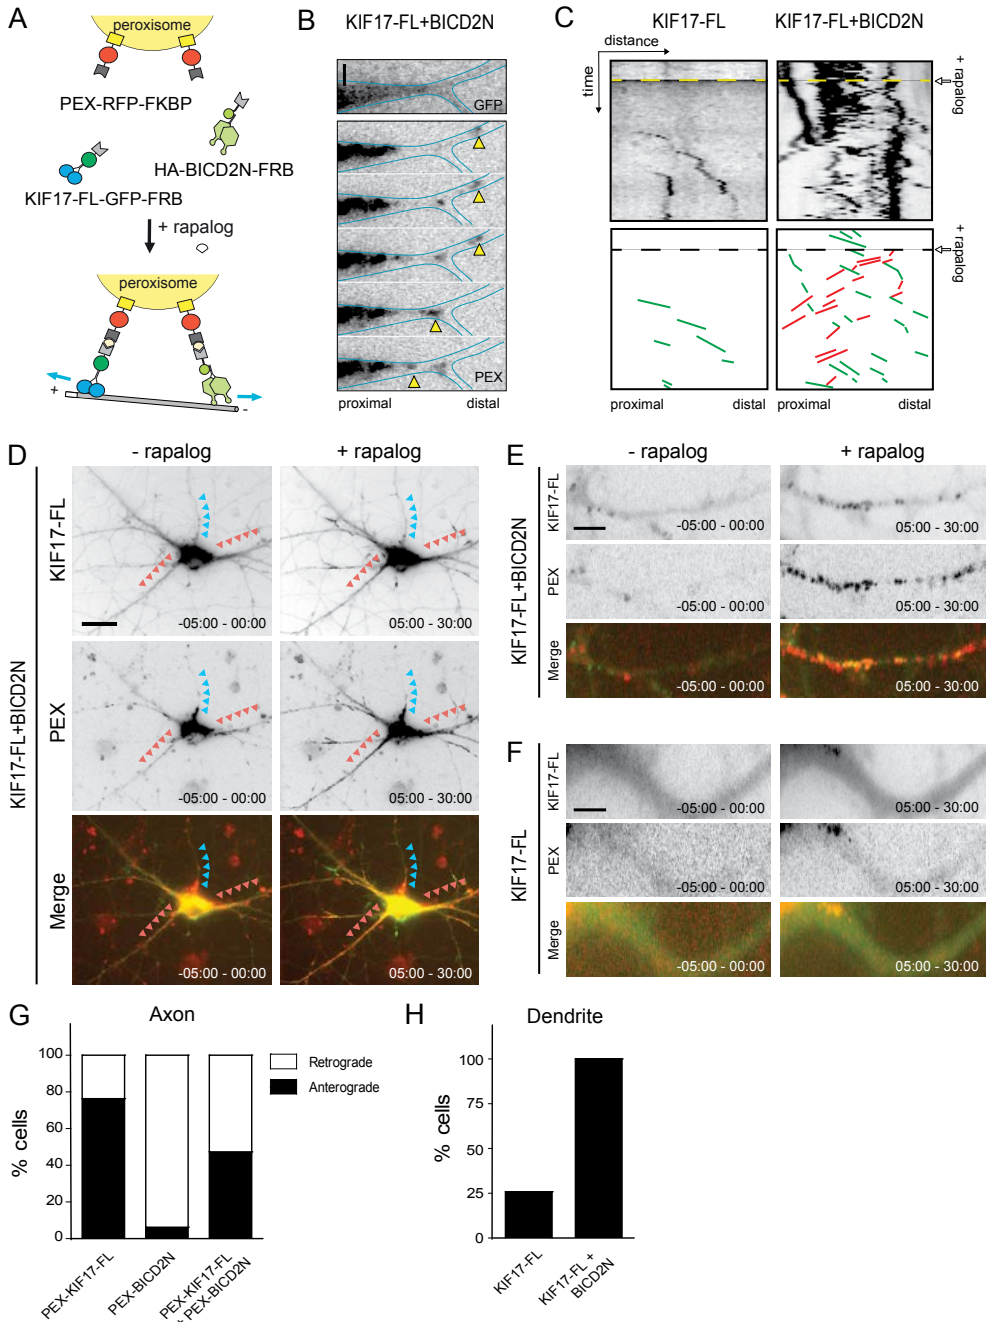 A
peroxisome
PEX-RFP-FKBP
HA-BICD2N-FRB
KIF17-FL-GFP-FRB
+ rapalog
peroxisome
+
-
B
KIF17-FL+BICD2N
GFP
PEX
proximal distal
C
KIF17-FL KIF17-FL+BICD2N
distance
time
+ rapalog
+ rapalog
proximal distal proximal distal
D
- rapalog + rapalog
KIF17-FL+BICD2N
KIF17-FL
-05:00 - 00:00 05:00 - 30:00
PEX
-05:00 - 00:00 05:00 - 30:00
Merge
-05:00 - 00:00 05:00 - 30:00
E
- rapalog + rapalog
KIF17-FL+BICD2N
KIF17-FL
-05:00 - 00:00 05:00 - 30:00
PEX
-05:00 - 00:00 05:00 - 30:00
Merge
-05:00 - 00:00 05:00 - 30:00
F
KIF17-FL
KIF17-FL
-05:00 - 00:00 05:00 - 30:00
PEX
-05:00 - 00:00 05:00 - 30:00
Merge
-05:00 - 00:00 05:00 - 30:00
G
Axon
% cells
100
80
60
40
20
0
Retrograde
Anterograde
PEX-KIF17-FL
PEX-BICD2N
PEX-KIF17-FL
+ PEX-BICD2N
H
Dendrite
% cells
100
75
50
25
0
KIF17-FL
KIF17-FL +
BICD2N